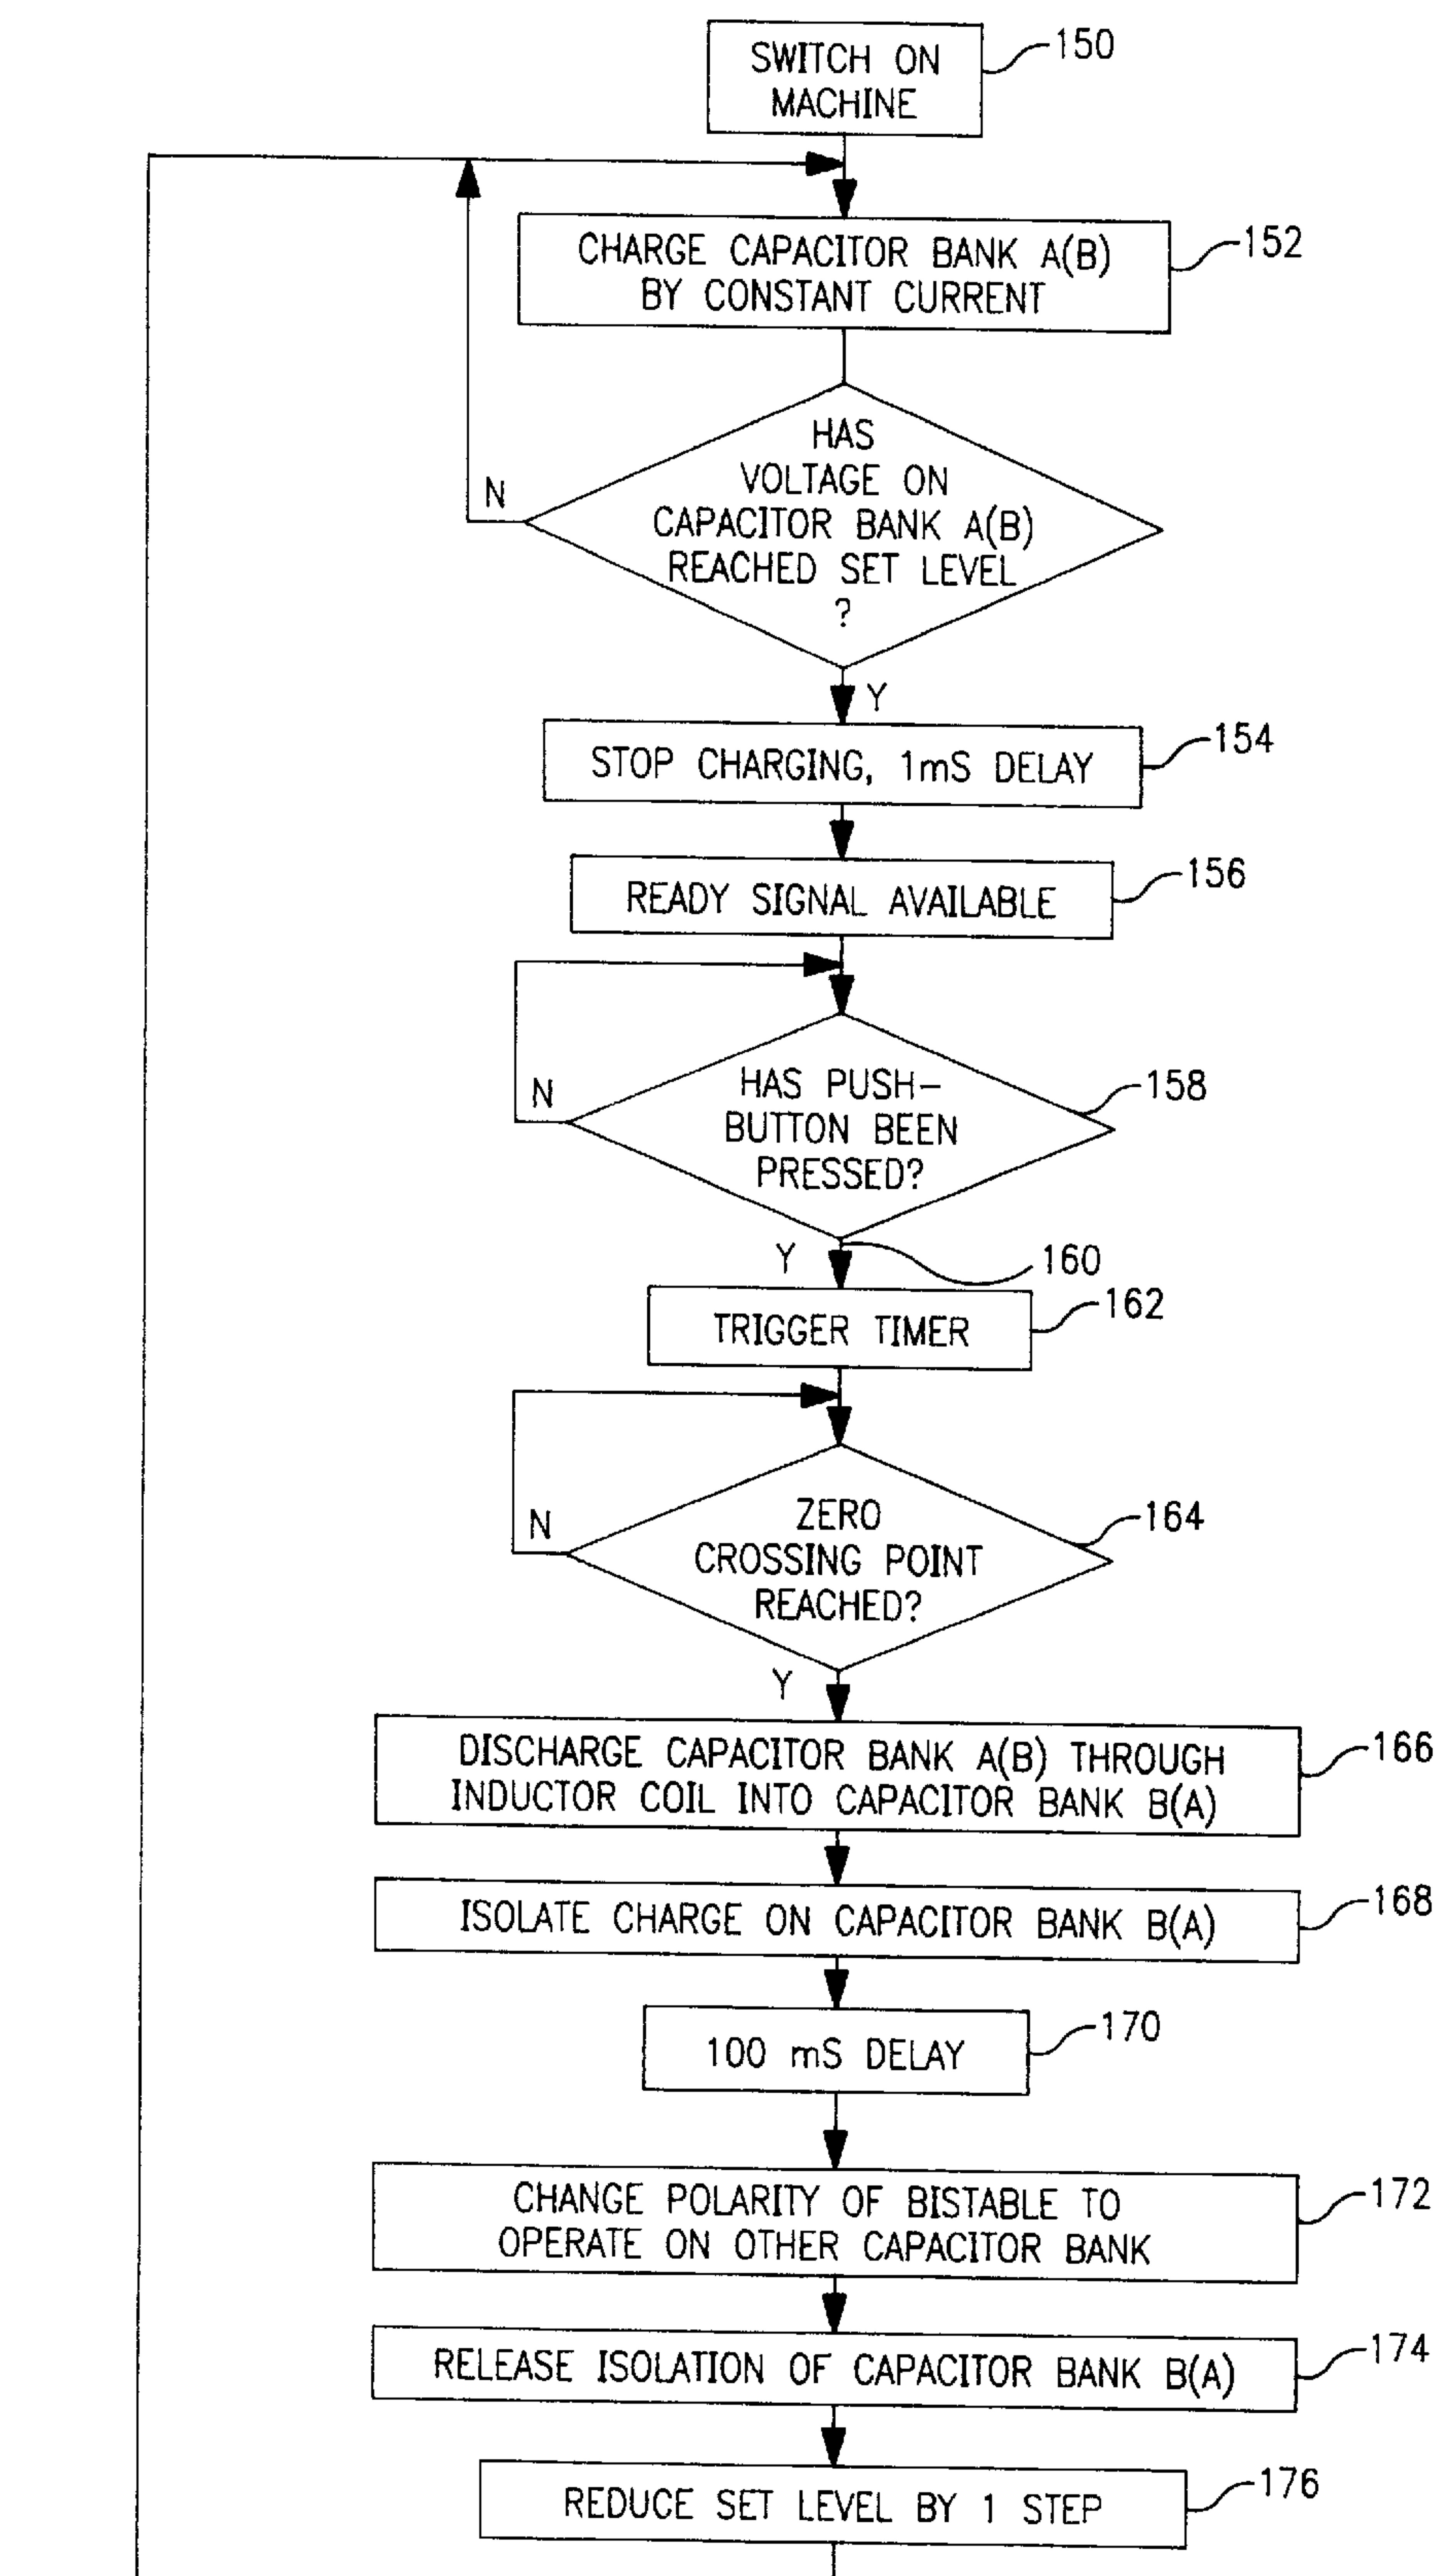 SWITCH ON
MACHINE
150
CHARGE CAPACITOR BANK A(B)
BY CONSTANT CURRENT
152
HAS
VOLTAGE ON
CAPACITOR BANK A(B)
REACHED SET LEVEL
?
N
Y
STOP CHARGING, 1mS DELAY
154
READY SIGNAL AVAILABLE
156
HAS PUSH-
BUTTON BEEN
PRESSED?
158
N
Y
160
TRIGGER TIMER
162
ZERO
CROSSING POINT
REACHED?
164
N
Y
DISCHARGE CAPACITOR BANK A(B) THROUGH
INDUCTOR COIL INTO CAPACITOR BANK B(A)
166
ISOLATE CHARGE ON CAPACITOR BANK B(A)
168
100 mS DELAY
170
CHANGE POLARITY OF BISTABLE TO
OPERATE ON OTHER CAPACITOR BANK
172
RELEASE ISOLATION OF CAPACITOR BANK B(A)
174
REDUCE SET LEVEL BY 1 STEP
176